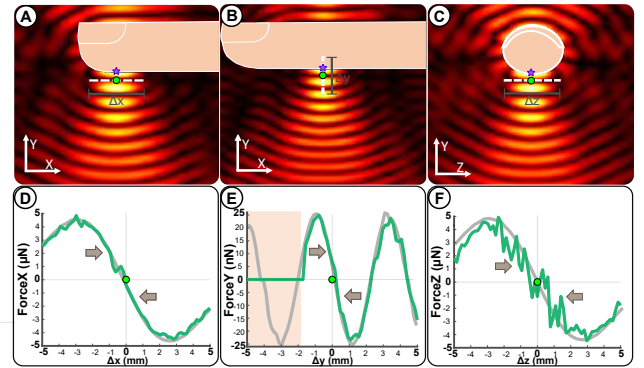 A
B
C
Δx
Δy
Δz
Y
X
Y
X
Y
Z
D
E
F
ForceX (μN)
5
4
3
2
1
0
-1
-2
-3
-4
-5
-5 -4 -3 -2 -1 0 1 2 3 4 5
Δx (mm)
ForceY (nN)
25
20
15
10
5
0
-5
-10
-15
-20
-25
-5 -4 -3 -2 -1 0 1 2 3 4 5
Δy (mm)
ForceZ (μN)
5
4
3
2
1
0
-1
-2
-3
-4
-5
-5 -4 -3 -2 -1 0 1 2 3 4 5
Δz (mm)